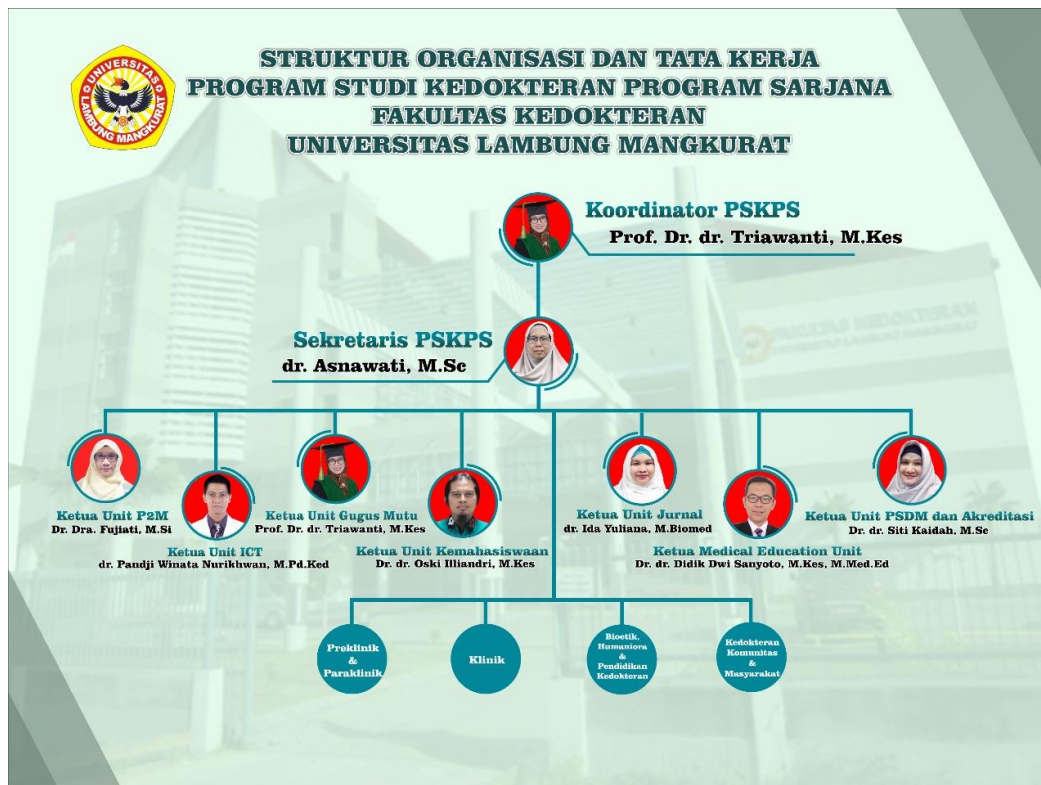 UNIVERSITAS
LAMBUNG MANGKURAT
STRUKTUR ORGANISASI DAN TATA KERJA
PROGRAM STUDI KEDOKTERAN PROGRAM SARJANA
FAKULTAS KEDOKTERAN
UNIVERSITAS LAMBUNG MANGKURAT
Koordinator PSKPS
Prof. Dr. dr. Triawanti, M.Kes
Sekretaris PSKPS
dr. Asnawati, M.Sc
Ketua Unit P2M
Dr. Dra. Fujiati, M.Si
Ketua Unit ICT
dr. Pandji Winata Nurikhwan, M.Pd.Ked
Ketua Unit Gugus Mutu
Prof. Dr. dr. Triawanti, M.Kes
Ketua Unit Kemahasiswaan
Dr. dr. Oski Illiandri, M.Kes
Ketua Unit Jurnal
dr. Ida Yuliana, M.Biomed
Ketua Medical Education Unit
Dr. dr. Didik Dwi Sanyoto, M.Kes, M.Med.Ed
Ketua Unit PSDM dan Akreditasi
Dr. dr. Siti Kaidah, M.Sc
Preklinik
&
Paraklinik
Klinik
Bioetik,
Humaniora
&
Pendidikan
Kedokteran
Kedokteran
Komunitas
&
Masyarakat